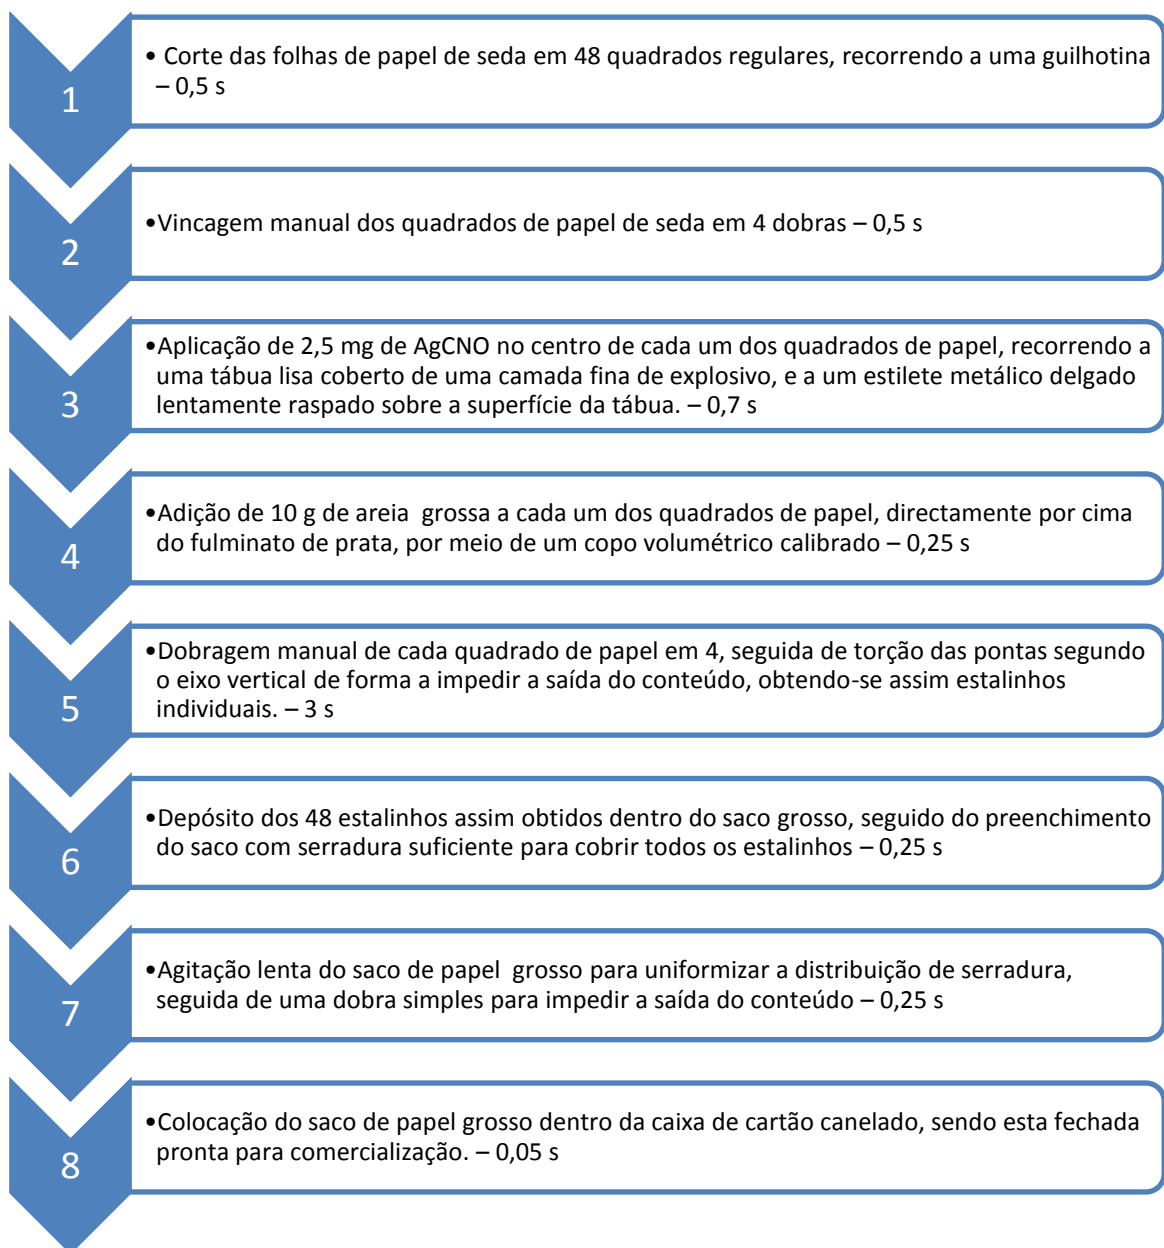 1
• Corte das folhas de papel de seda em 48 quadrados regulares, recorrendo a uma guilhotina
– 0,5 s
2
•Vincagem manual dos quadrados de papel de seda em 4 dobras – 0,5 s
3
•Aplicação de 2,5 mg de AgCNO no centro de cada um dos quadrados de papel, recorrendo a
uma tábua lisa coberto de uma camada fina de explosivo, e a um estilete metálico delgado
lentamente raspado sobre a superfície da tábua. – 0,7 s
4
•Adição de 10 g de areia grossa a cada um dos quadrados de papel, directamente por cima
do fulminato de prata, por meio de um copo volumétrico calibrado – 0,25 s
5
•Dobragem manual de cada quadrado de papel em 4, seguida de torção das pontas segundo
o eixo vertical de forma a impedir a saída do conteúdo, obtendo-se assim estalinhos
individuais. – 3 s
6
•Depósito dos 48 estalinhos assim obtidos dentro do saco grosso, seguido do preenchimento
do saco com serradura suficiente para cobrir todos os estalinhos – 0,25 s
7
•Agitação lenta do saco de papel grosso para uniformizar a distribuição de serradura,
seguida de uma dobra simples para impedir a saída do conteúdo – 0,25 s
8
•Colocação do saco de papel grosso dentro da caixa de cartão canelado, sendo esta fechada
pronta para comercialização. – 0,05 s